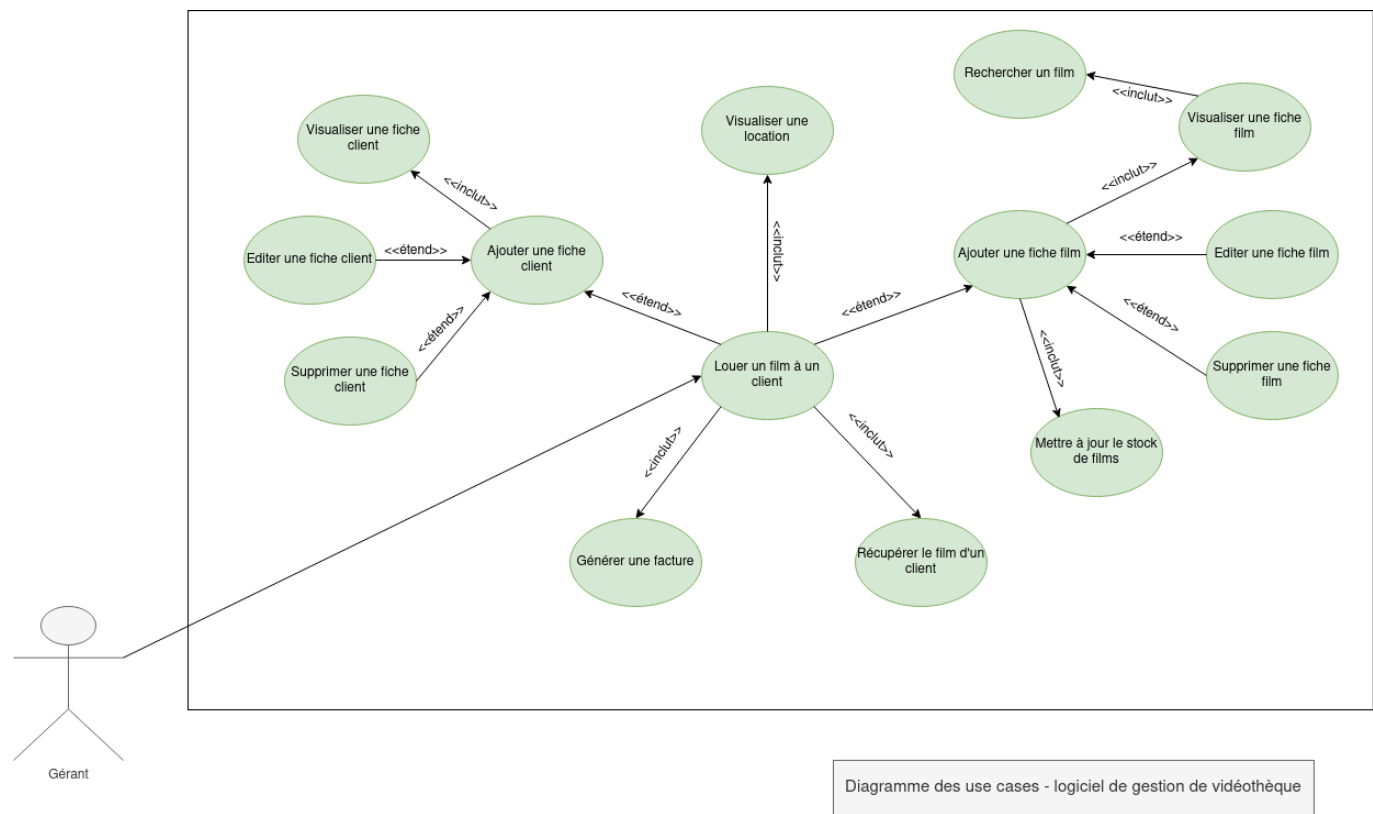 Rechercher un film
<<inclut>>
Visualiser une fiche
film
Visualiser une
location
Visualiser une fiche
client
<<inclut>>
<<inclut>>
Editer une fiche client
<<étend>>
Ajouter une fiche
client
<<inclut>>
Ajouter une fiche film
<<étend>>
Editer une fiche film
<<étend>>
<<étend>>
<<étend>>
<<étend>>
Supprimer une fiche
client
Louer un film à un
client
<<inclut>>
Supprimer une fiche
film
<<inclut>>
<<inclut>>
Mettre à jour le stock
de films
Générer une facture
Récupérer le film d'un
client
Gérant
Diagramme des use cases - logiciel de gestion de vidéothèque